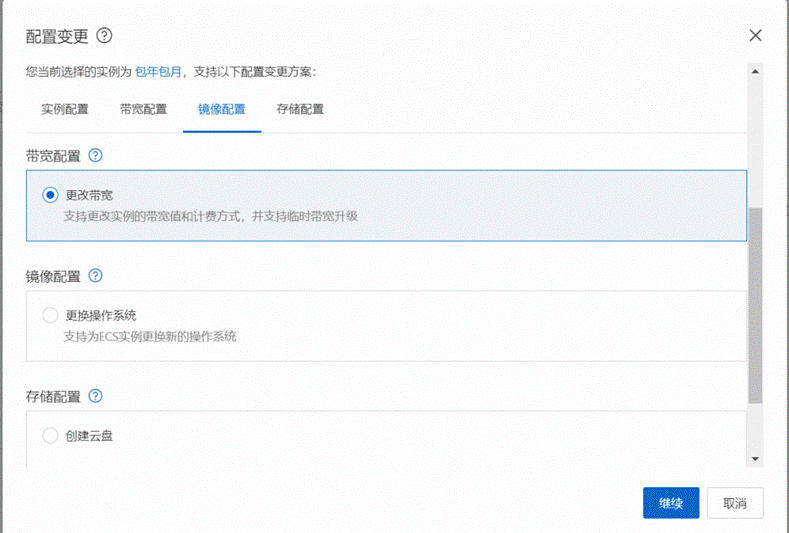 配置变更
您当前选择的实例为 包年包月，支持以下配置变更方案：
实例配置 带宽配置 镜像配置 存储配置
带宽配置
更改带宽
支持更改实例的带宽值和计费方式，并支持临时带宽升级
镜像配置
更换操作系统
支持为ECS实例更换新的操作系统
存储配置
创建云盘
继续 取消